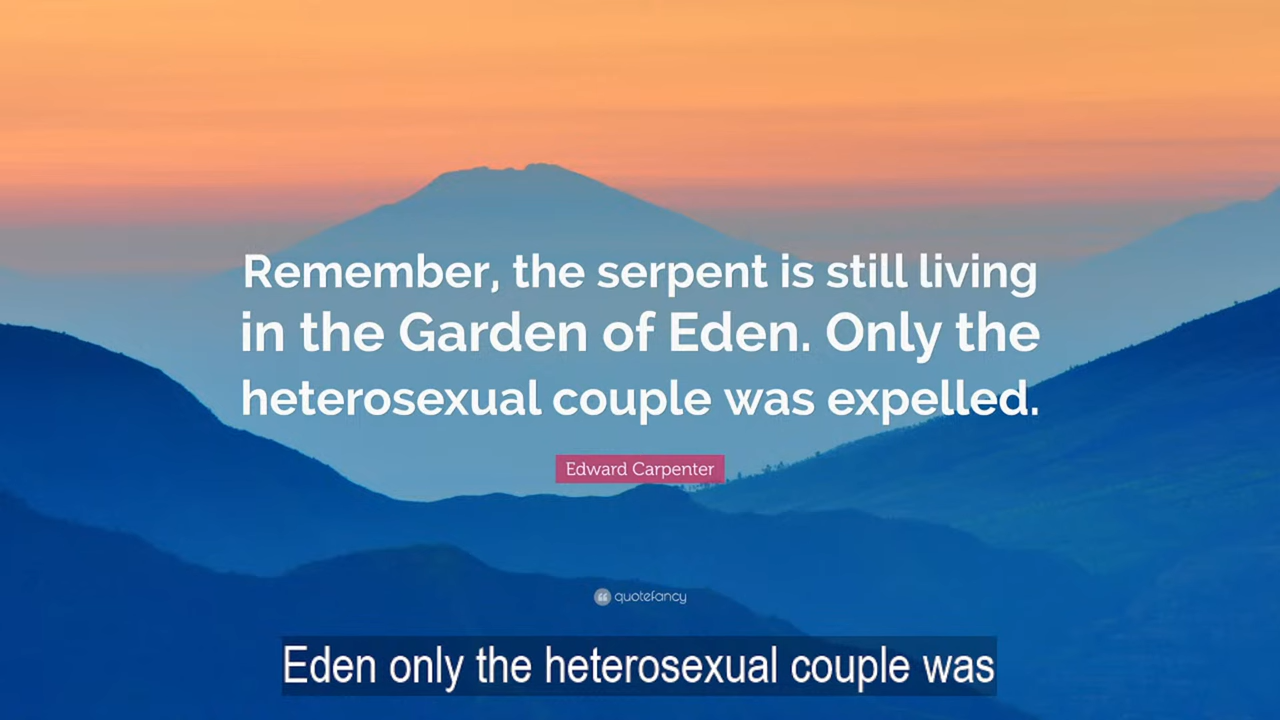 Remember, the serpent is still living
in the Garden of Eden. Only the
heterosexual couple was expelled.
Edward Carpenter
quotefancy
Eden only the heterosexual couple was